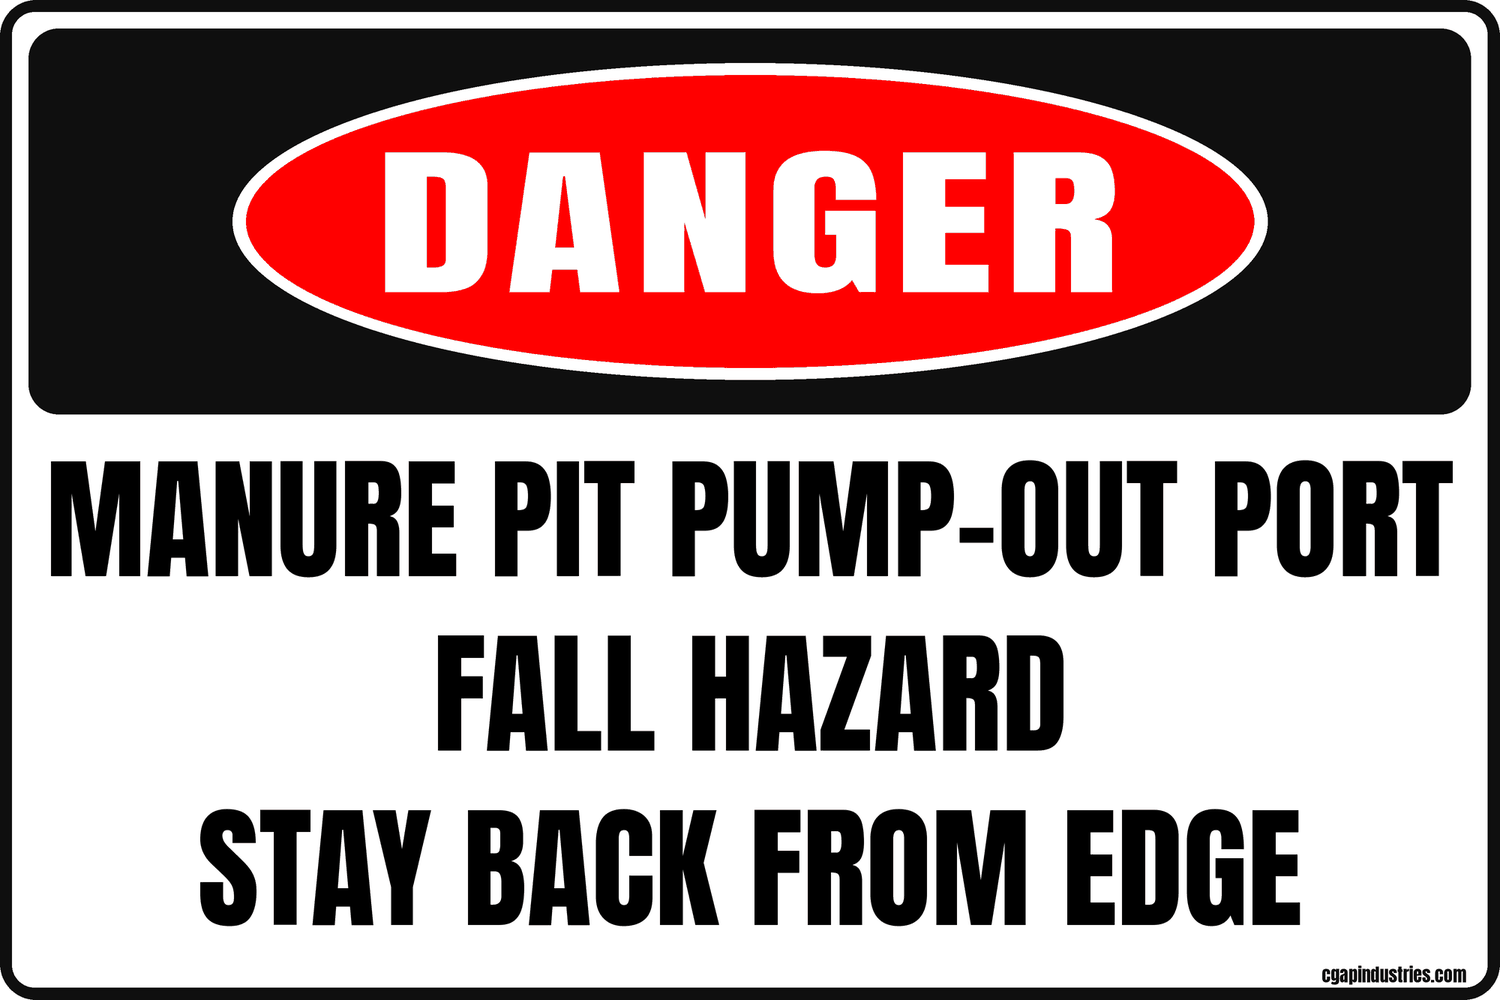 DANGER
MANURE PIT PUMP-OUT PORT
FALL HAZARD
STAY BACK FROM EDGE
cgapindustries.com